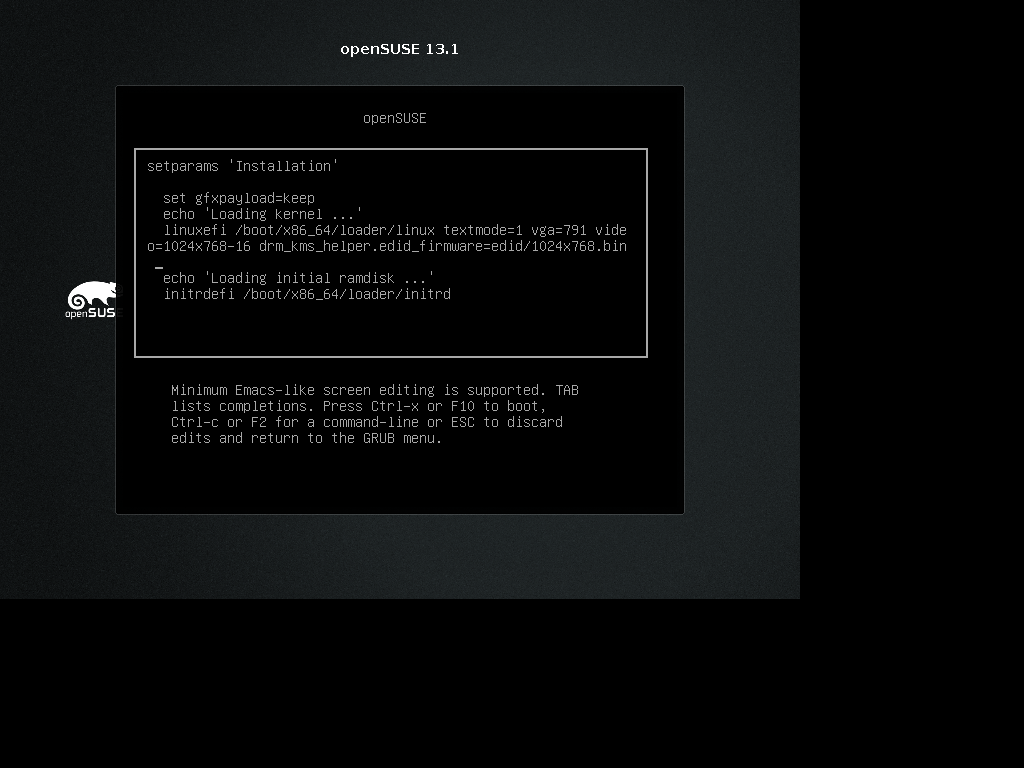 openSUSE 13.1
openSUSE
setparams 'Installation'
set gfxpayload=keep
echo 'Loading kernel ...'
linuxefi /boot/x86_64/loader/linux textmode=1 vga=791 vide
o=1024x768-16 drm_kms_helper.edid_firmware=edid/1024x768.bin
echo 'Loading initial ramdisk ...'
initrdefi /boot/x86_64/loader/initrd
openSUS
Minimum Emacs-like screen editing is supported. TAB
lists completions. Press Ctrl-x or F10 to boot,
Ctrl-c or F2 for a command-line or ESC to discard
edits and return to the GRUB menu.